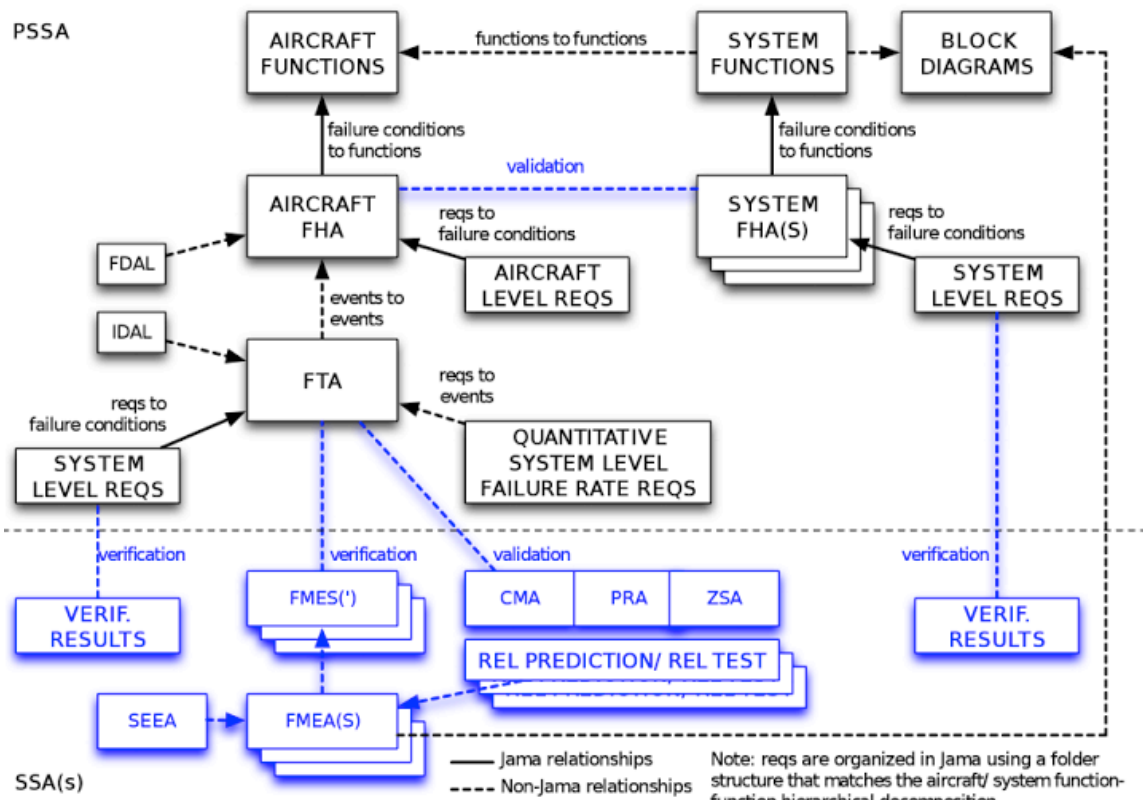 PSSA
AIRCRAFT
FUNCTIONS
functions to functions
SYSTEM
FUNCTIONS
BLOCK
DIAGRAMS
failure conditions
to functions
failure conditions
to functions
validation
AIRCRAFT
FHA
reqs to
failure conditions
SYSTEM
FHA(S)
reqs to
failure conditions
FDAL
AIRCRAFT
LEVEL REQS
SYSTEM
LEVEL REQS
events to
events
IDAL
FTA
reqs to
events
reqs to
failure conditions
QUANTITATIVE
SYSTEM LEVEL
FAILURE RATE REQS
SYSTEM
LEVEL REQS
verification
verification
validation
verification
FMES(')
CMA
PRA
ZSA
VERIF.
RESULTS
VERIF.
RESULTS
REL PREDICTION/ REL TEST
SEEA
FMEA(S)
Jama relationships
Non-Jama relationships
Note: reqs are organized in Jama using a folder
structure that matches the aircraft/ system function-
function hierarchical decomposition
SSA(s)